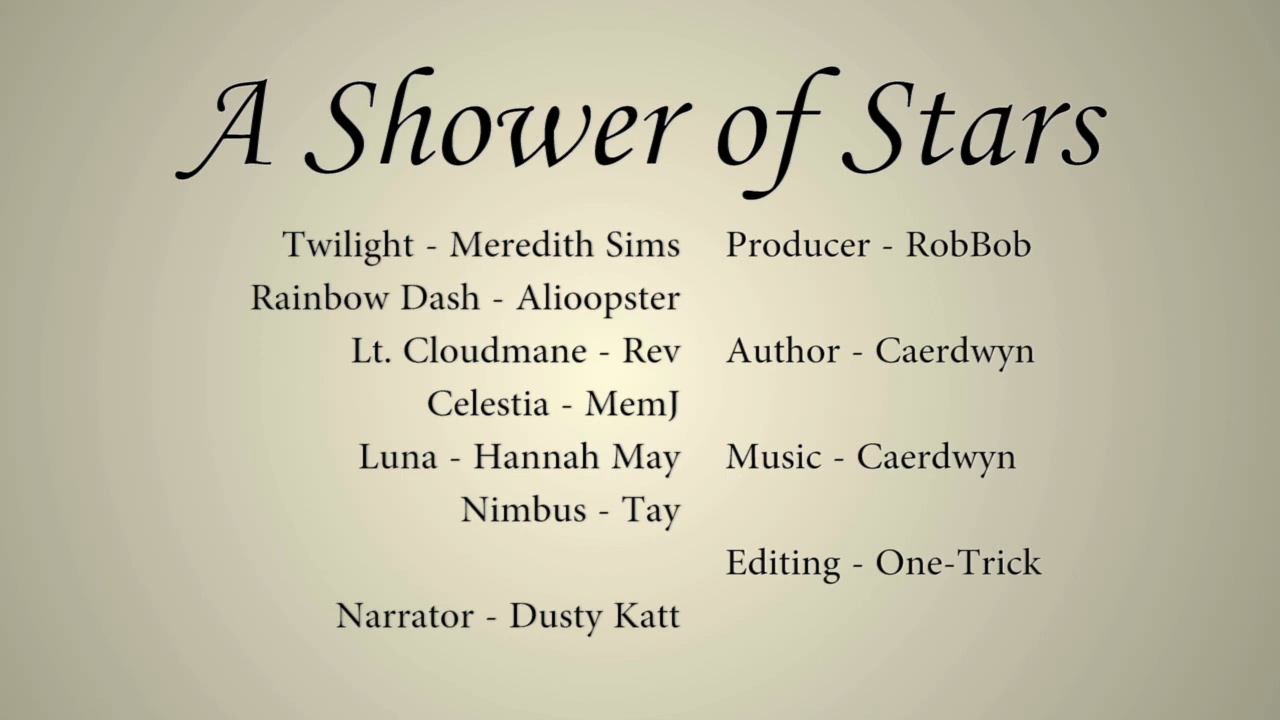 A Shower of Stars
Twilight - Meredith Sims
Rainbow Dash - Alioopster
Lt. Cloudmane - Rev
Celestia - MemJ
Luna - Hannah May
Nimbus - Tay
Narrator - Dusty Katt
Producer - RobBob
Author - Caerdwyn
Music - Caerdwyn
Editing - One-Trick